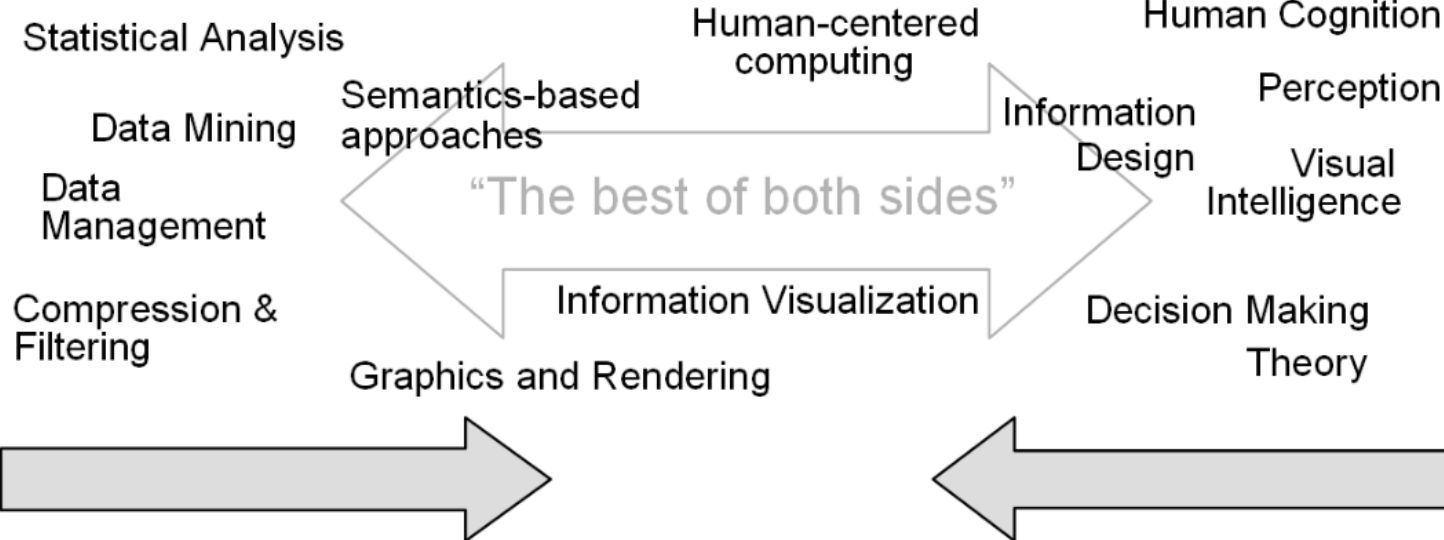 Statistical Analysis
Data Mining
Data
Management
Compression &
Filtering
Semantics-based
approaches
Human-centered
computing
“The best of both sides”
Information Visualization
Graphics and Rendering
Information
Design
Human Cognition
Perception
Visual
Intelligence
Decision Making
Theory